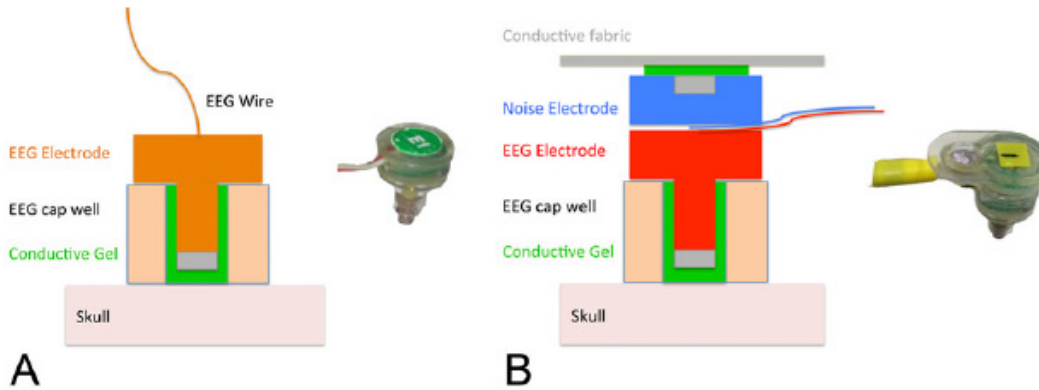 EEG Wire
EEG Electrode
EEG cap well
Conductive Gel
Skull
A
Conductive fabric
Noise Electrode
EEG Electrode
EEG cap well
Conductive Gel
Skull
B